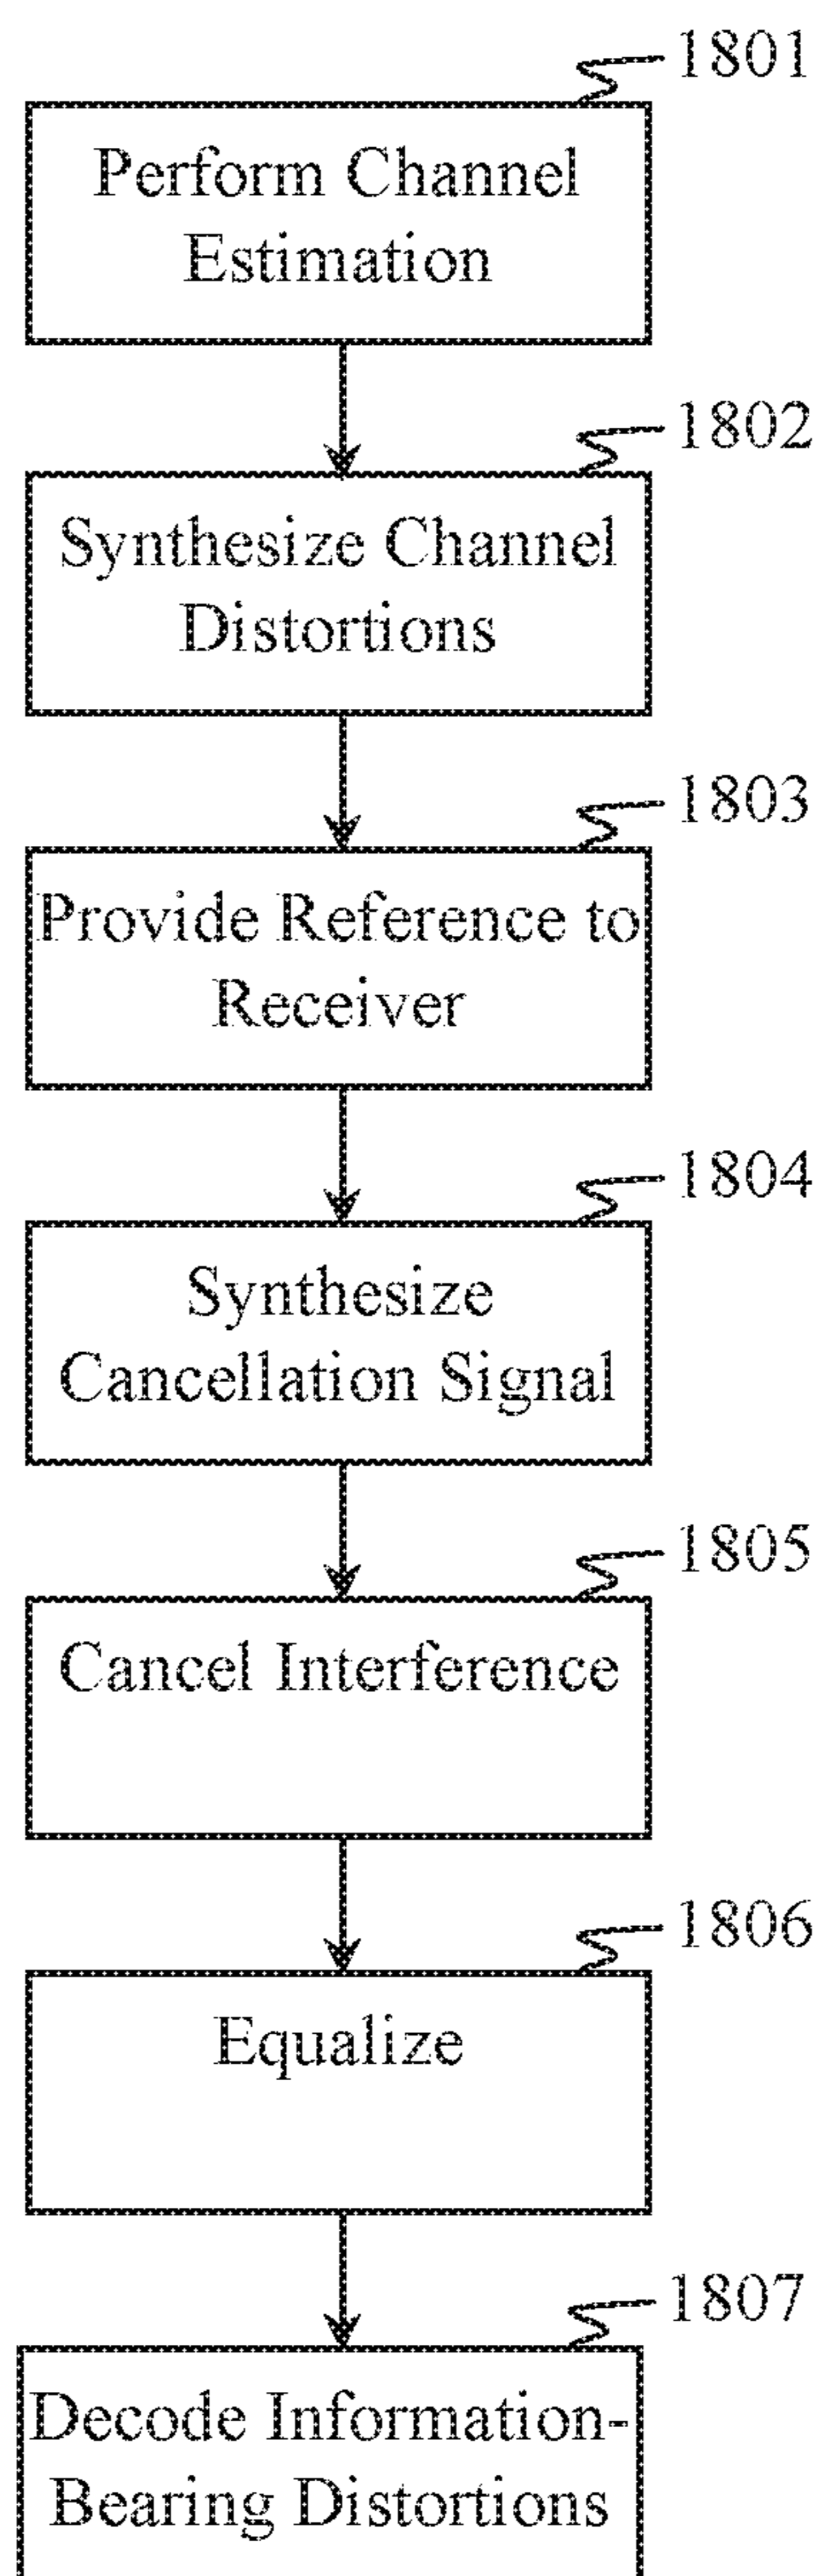 1801
Perform Channel
Estimation
1802
Synthesize Channel
Distortions
1803
Provide Reference to
Receiver
1804
Synthesize
Cancellation Signal
1805
Cancel Interference
1806
Equalize
1807
Decode Information-
Bearing Distortions